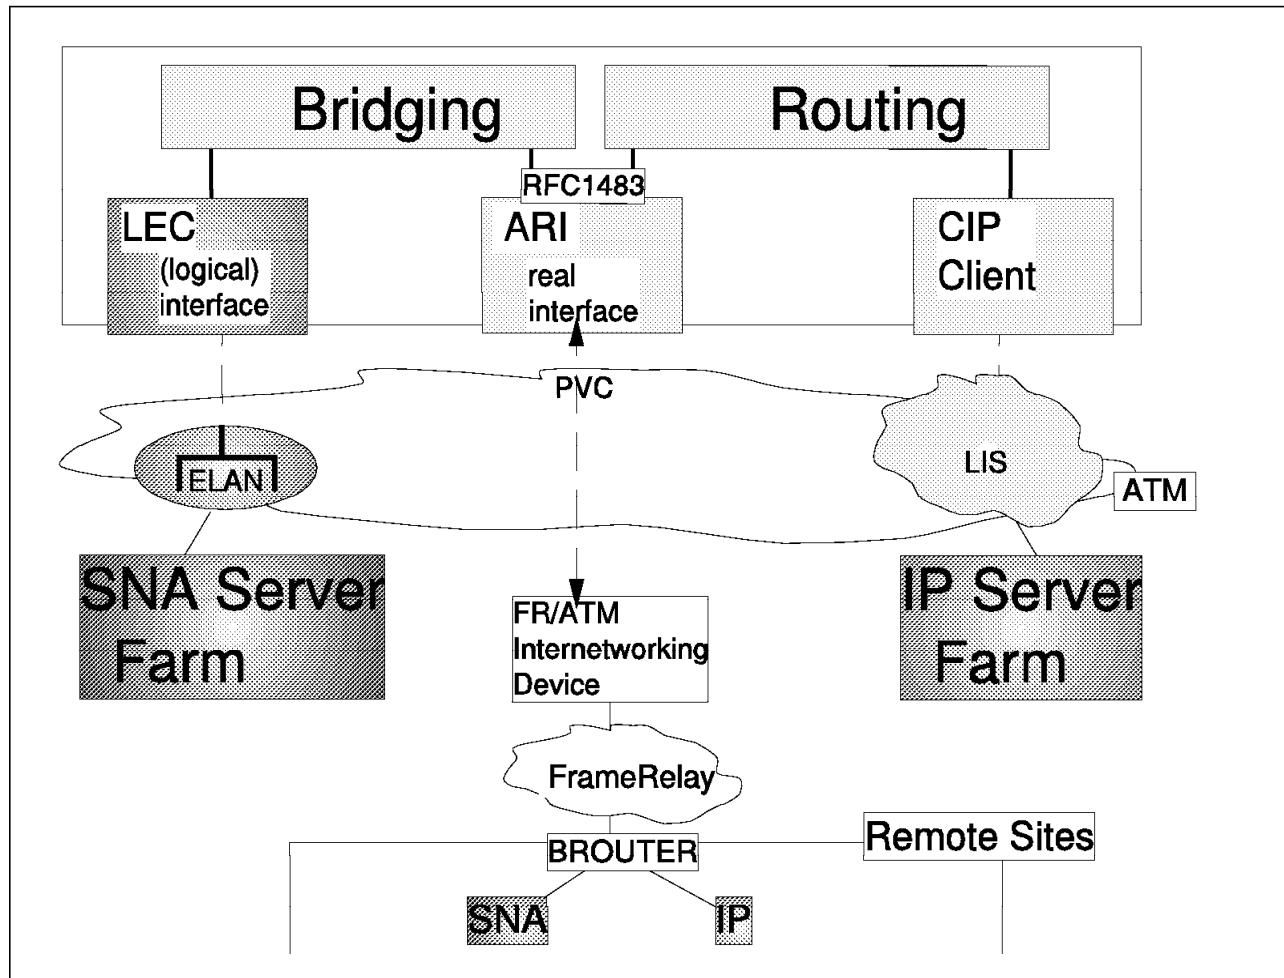 Bridging
Routing
RFC1483
LEC
(logical)
interface
ARI
real
interface
CIP
Client
PVC
ELAN
LIS
ATM
SNA Server
Farm
IP Server
Farm
FR/ATM
Internetworking
Device
FrameRelay
BROUTER
Remote Sites
SNA
IP